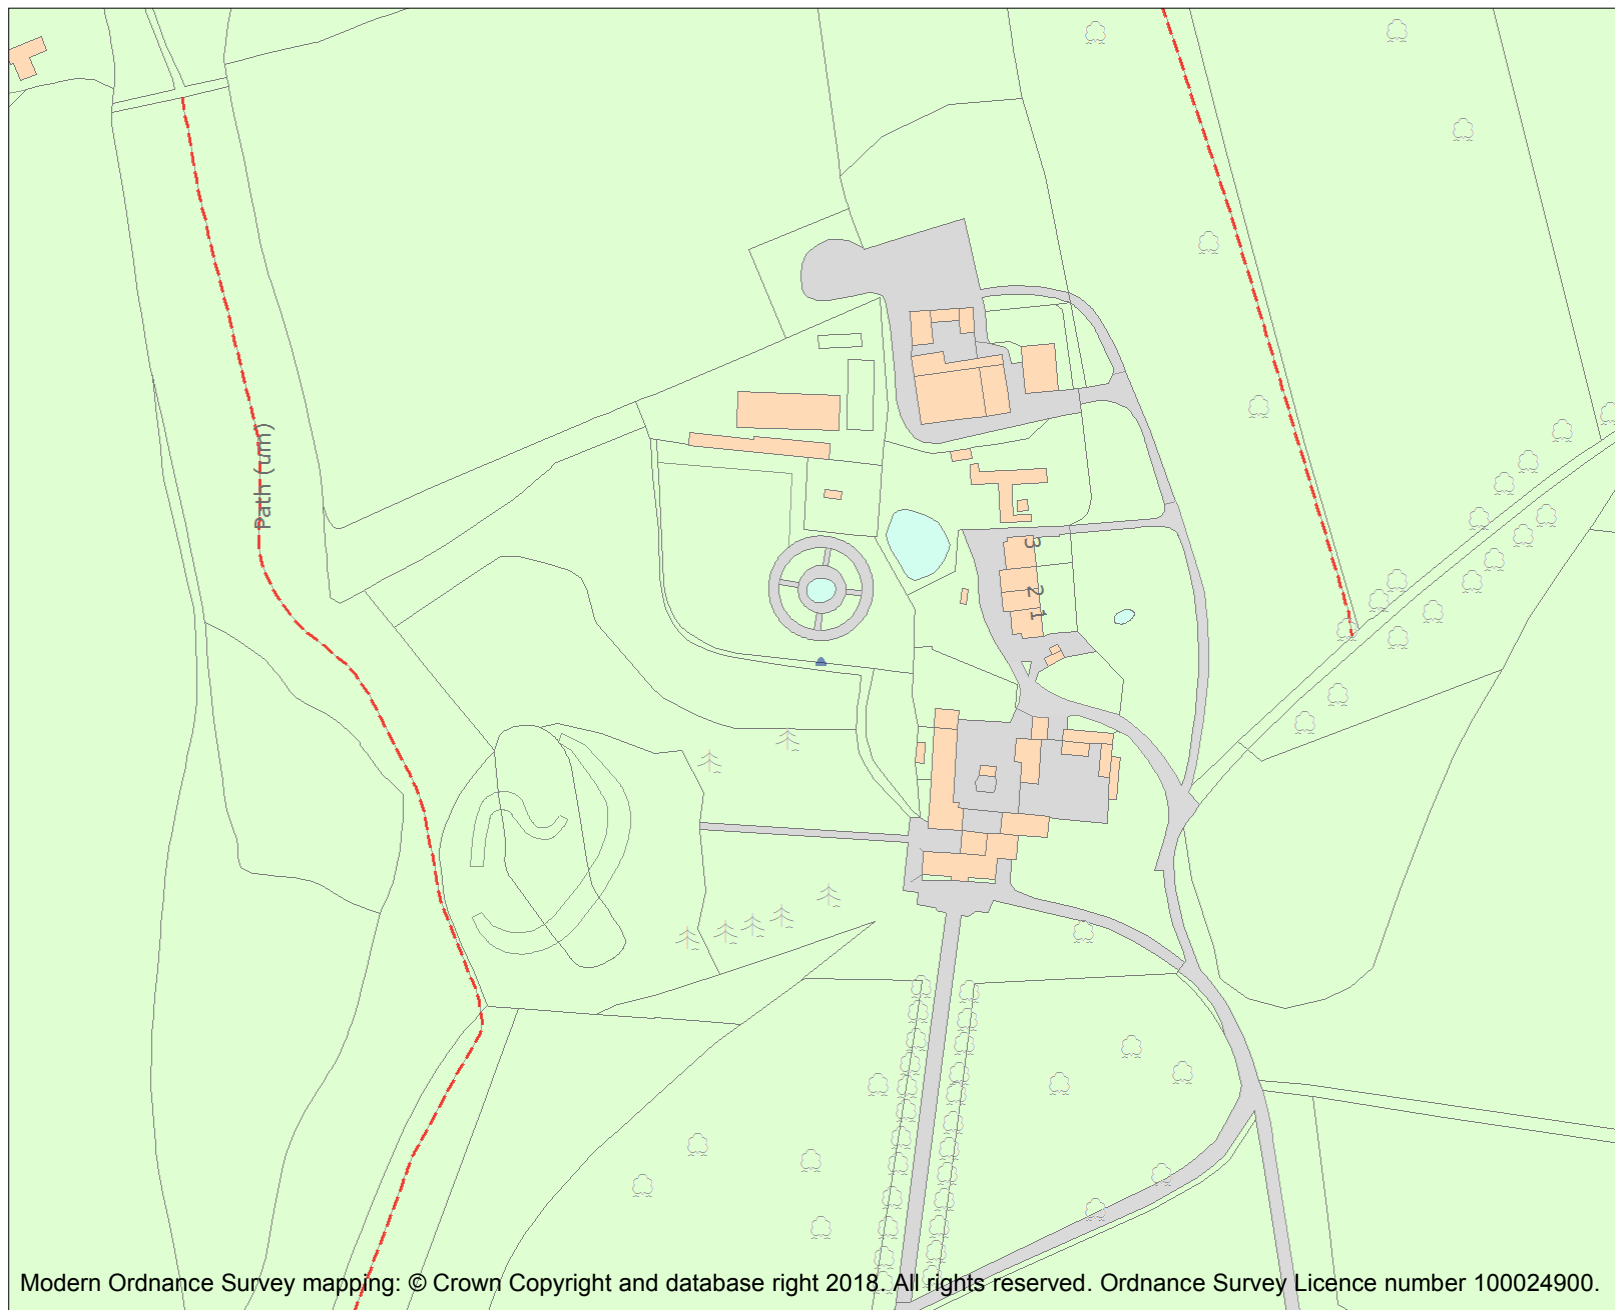 Path (um)
3
2
1
Modern Ordnance Survey mapping: © Crown Copyright and database right 2018. All rights reserved. Ordnance Survey Licence number 100024900.